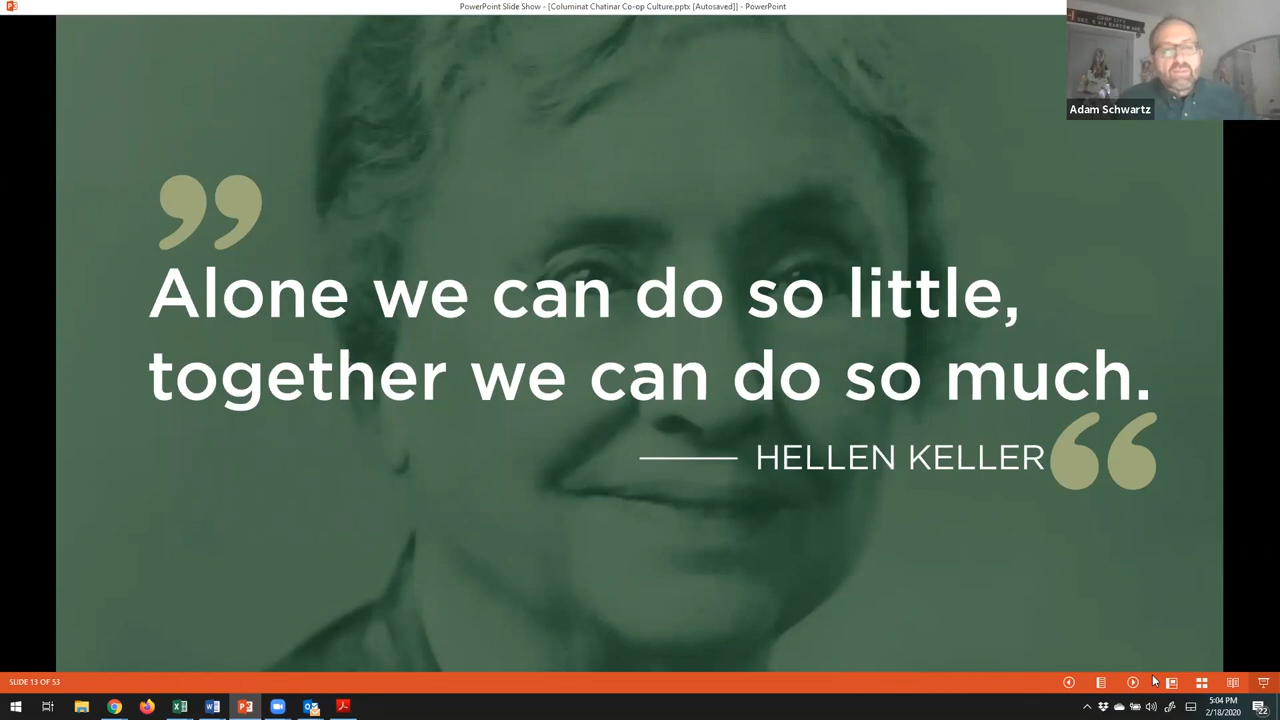 PowerPoint Slide Show - [Columinat Chatinar Co-op Culture.pptx [Autosaved]] - PowerPoint
Adam Schwartz
”
Alone we can do so little,
together we can do so much.
HELLEN KELLER“
SLIDE 13 OF 53
5:04 PM
2/18/2020
22